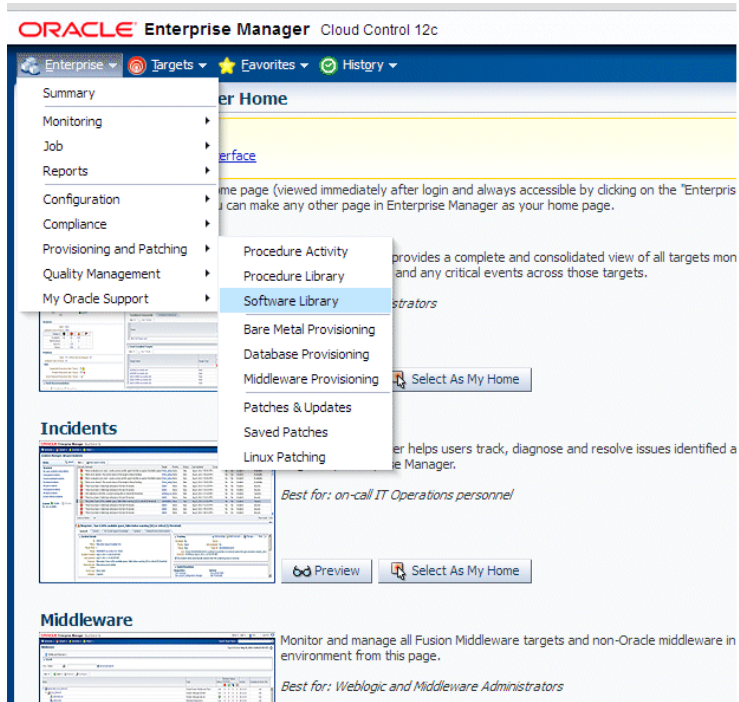 ORACLE Enterprise Manager Cloud Control 12c
Enterprise Targets Favorites History
Summary
Monitoring
Job
Reports
Configuration
Compliance
Provisioning and Patching
Quality Management
My Oracle Support
Procedure Activity
Procedure Library
Software Library
Bare Metal Provisioning
Database Provisioning
Middleware Provisioning
Patches & Updates
Saved Patches
Linux Patching
er Home
erface
me page (viewed immediately after login and always accessible by clicking on the "Enterpris
u can make any other page in Enterprise Manager as your home page.
provides a complete and consolidated view of all targets mon
and any critical events across those targets.
strators
Select As My Home
Incidents
er helps users track, diagnose and resolve issues identified a
se Manager.
Best for: on-call IT Operations personnel
Preview Select As My Home
Middleware
Monitor and manage all Fusion Middleware targets and non-Oracle middleware in
environment from this page.
Best for: Weblogic and Middleware Administrators